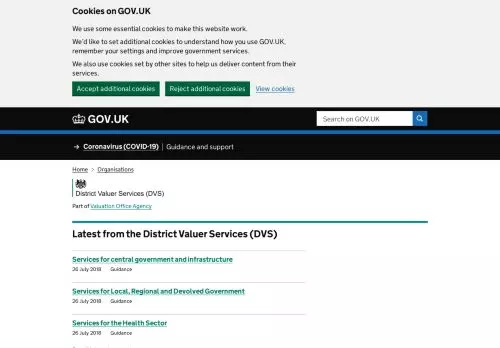 Cookies on GOV.UK
We use some essential cookies to make this website work.
We'd like to set additional cookies to understand how you use GOV.UK,
remember your settings and improve government services.
We also use cookies set by other sites to help us deliver content from their
services.
Accept additional cookies Reject additional cookies View cookies
GOV.UK Search on GOV.UK
→ Coronavirus (COVID-19) Guidance and support
Home > Organisations
District Valuer Services (DVS)
Part of Valuation Office Agency
Latest from the District Valuer Services (DVS)
Services for central government and infrastructure
26 July 2018 Guidance
Services for Local, Regional and Devolved Government
26 July 2018 Guidance
Services for the Health Sector
26 July 2018 Guidance